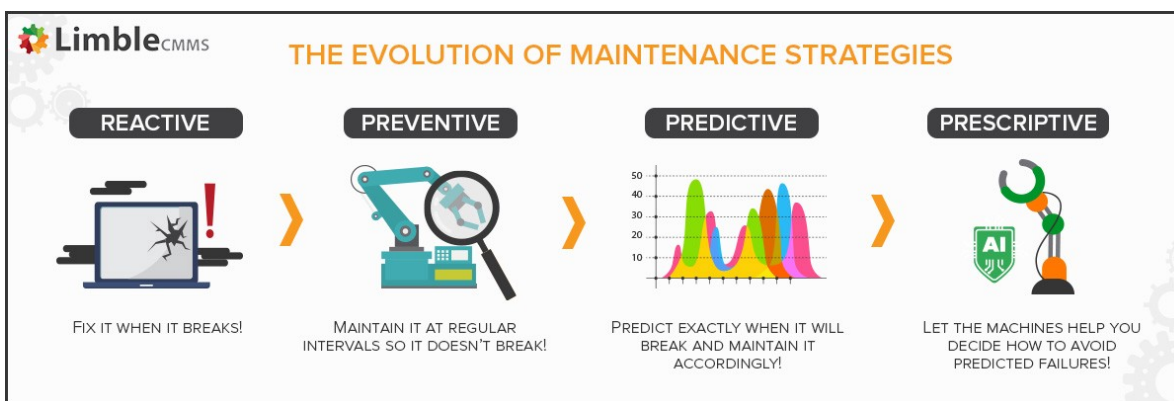 Limble CMMS
THE EVOLUTION OF MAINTENANCE STRATEGIES
REACTIVE
FIX IT WHEN IT BREAKS!
PREVENTIVE
MAINTAIN IT AT REGULAR
INTERVALS SO IT DOESN'T BREAK!
PREDICTIVE
50
40
30
20
10
PREDICT EXACTLY WHEN IT WILL
BREAK AND MAINTAIN IT
ACCORDINGLY!
PRESCRIPTIVE
AI
LET THE MACHINES HELP YOU
DECIDE HOW TO AVOID
PREDICTED FAILURES!